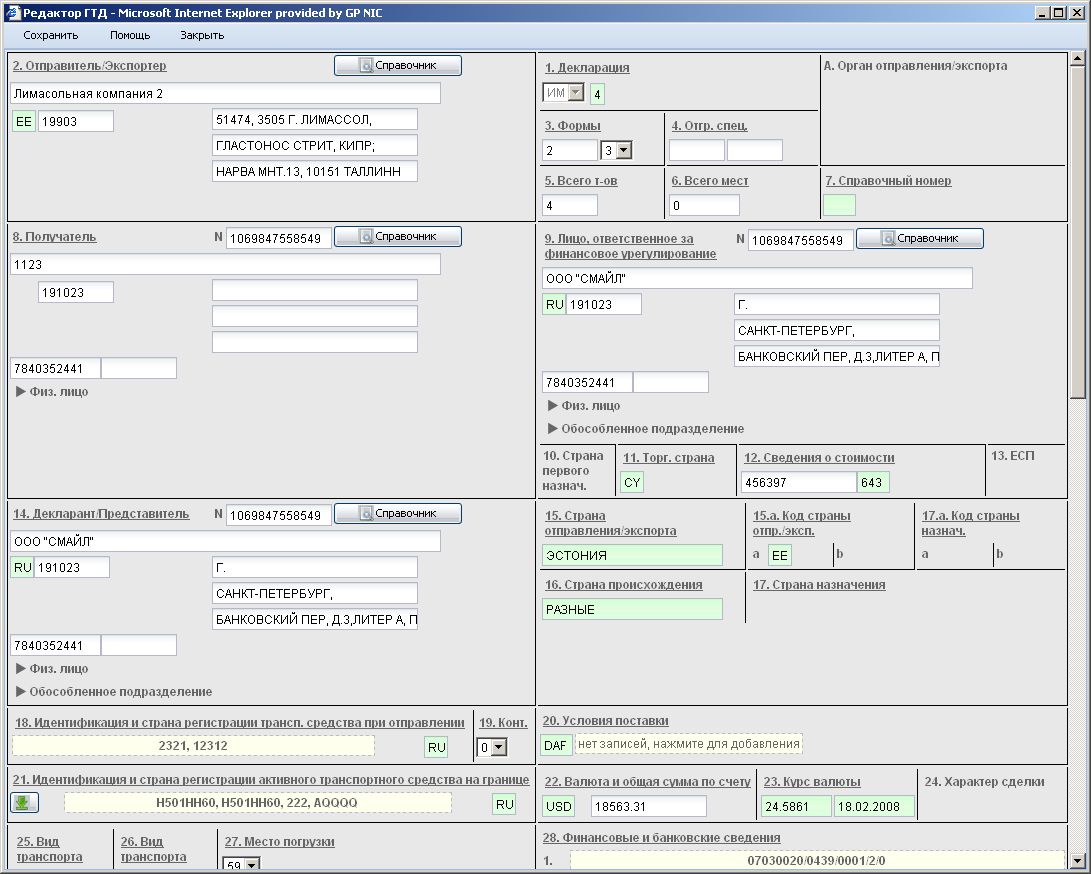 Редактор ГТД - Microsoft Internet Explorer provided by GP NIC
Сохранить Помощь Закрыть
2. Отправитель/Экспортер
Справочник
Лимасольная компания 2
EE 19903
51474, 3505 Г. ЛИМАССОЛ,
ГЛАСТОНОС СТРИТ, КИПР;
НАРВА МНТ.13, 10151 ТАЛЛИНН
1. Декларация
ИМ 4
А. Орган отправления/экспорта
3. Формы
2 3
4. Отгр. спец.
5. Всего т-ов
4
6. Всего мест
0
7. Справочный номер
8. Получатель
N 1069847558549
Справочник
1123
191023
7840352441
Физ. лицо
9. Лицо, ответственное за
финансовое урегулирование
N 1069847558549
Справочник
ООО "СМАЙЛ"
RU 191023
Г.
САНКТ-ПЕТЕРБУРГ,
БАНКОВСКИЙ ПЕР, Д.3,ЛИТЕР А, П
7840352441
Физ. лицо
Обособленное подразделение
10. Страна
первого
назнач.
11. Торг. страна
CY
12. Сведения о стоимости
456397 643
13. ЕСП
14. Декларант/Представитель
N 1069847558549
Справочник
ООО "СМАЙЛ"
RU 191023
Г.
САНКТ-ПЕТЕРБУРГ,
БАНКОВСКИЙ ПЕР, Д.3,ЛИТЕР А, П
7840352441
Физ. лицо
Обособленное подразделение
15. Страна
отправления/экспорта
ЭСТОНИЯ
15.а. Код страны
отпр./эксп.
a EE b
17.а. Код страны
назнач.
a b
16. Страна происхождения
РАЗНЫЕ
17. Страна назначения
18. Идентификация и страна регистрации трансп. средства при отправлении
2321, 12312 RU
19. Конт.
0
20. Условия поставки
DAF нет записей, нажмите для добавления
21. Идентификация и страна регистрации активного транспортного средства на границе
H501HH60, H501HH60, 222, AQQQQ RU
22. Валюта и общая сумма по счету
USD 18563.31
23. Курс валюты
24.5861 18.02.2008
24. Характер сделки
25. Вид
транспорта
26. Вид
транспорта
27. Место погрузки
59
28. Финансовые и банковские сведения
1. 07030020/0439/0001/2/0